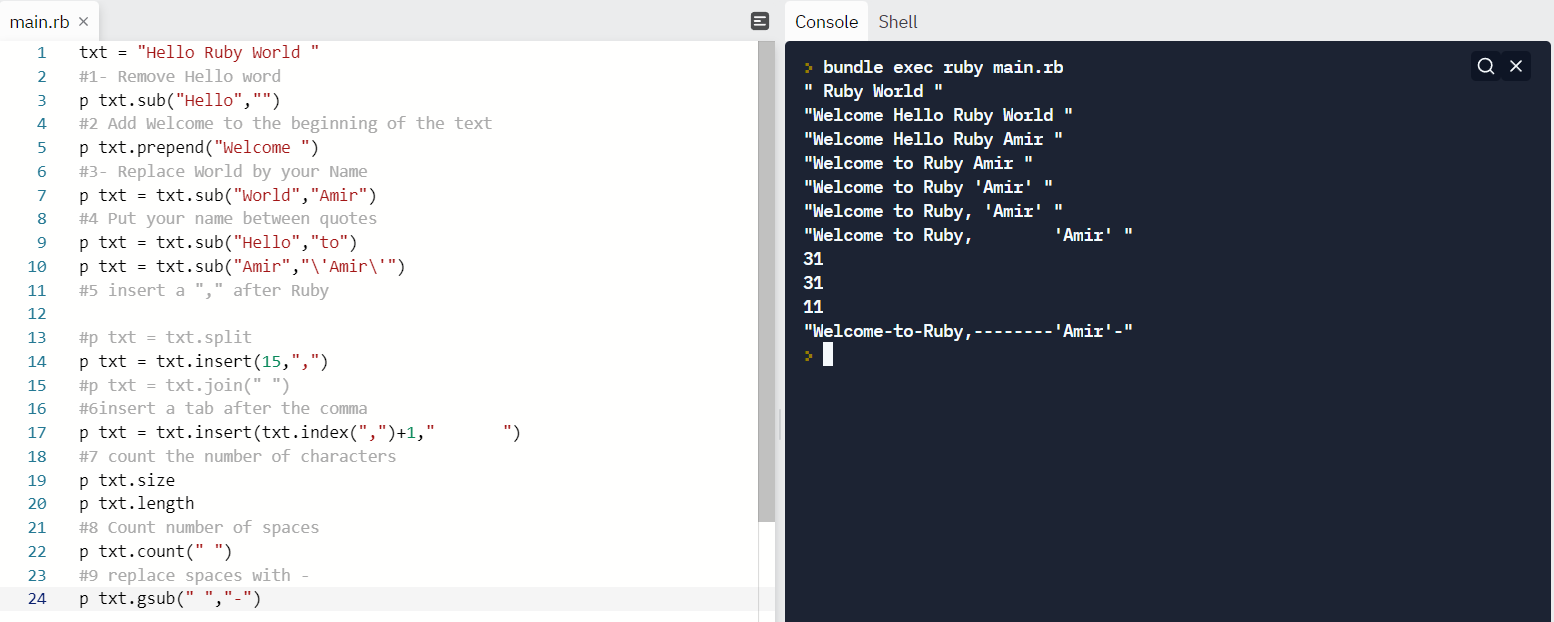 main.rb ×
1 txt = "Hello Ruby World "
2 #1- Remove Hello word
3 p txt.sub("Hello","")
4 #2 Add Welcome to the beginning of the text
5 p txt.prepend("Welcome ")
6 #3- Replace World by your Name
7 p txt = txt.sub("World","Amir")
8 #4 Put your name between quotes
9 p txt = txt.sub("Hello","to")
10 p txt = txt.sub("Amir","\'Amir\'")
11 #5 insert a "," after Ruby
12
13 #p txt = txt.split
14 p txt = txt.insert(15,",")
15 #p txt = txt.join(" ")
16 #6insert a tab after the comma
17 p txt = txt.insert(txt.index(",")+1,"       ")
18 #7 count the number of characters
19 p txt.size
20 p txt.length
21 #8 Count number of spaces
22 p txt.count(" ")
23 #9 replace spaces with -
24 p txt.gsub(" ","-")
Console Shell
> bundle exec ruby main.rb
" Ruby World "
"Welcome Hello Ruby World "
"Welcome Hello Ruby Amir "
"Welcome to Ruby Amir "
"Welcome to Ruby 'Amir' "
"Welcome to Ruby, 'Amir' "
"Welcome to Ruby,        'Amir' "
31
31
11
"Welcome-to-Ruby,--------'Amir'-"
>